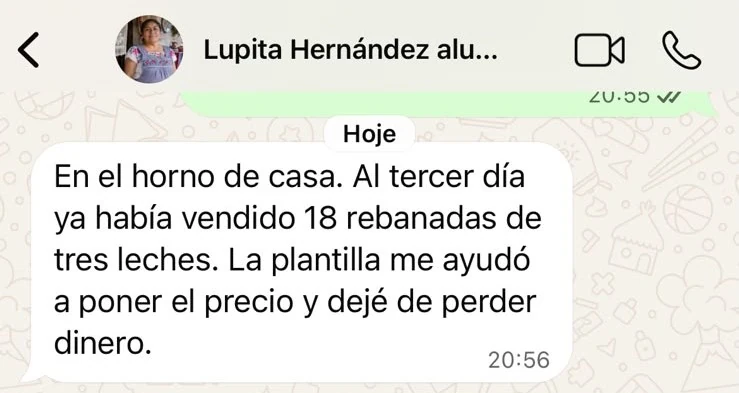 Lupita Hernández alu...
20:55
Hoje
En el horno de casa. Al tercer día
ya había vendido 18 rebanadas de
tres leches. La plantilla me ayudó
a poner el precio y dejé de perder
dinero.
20:56